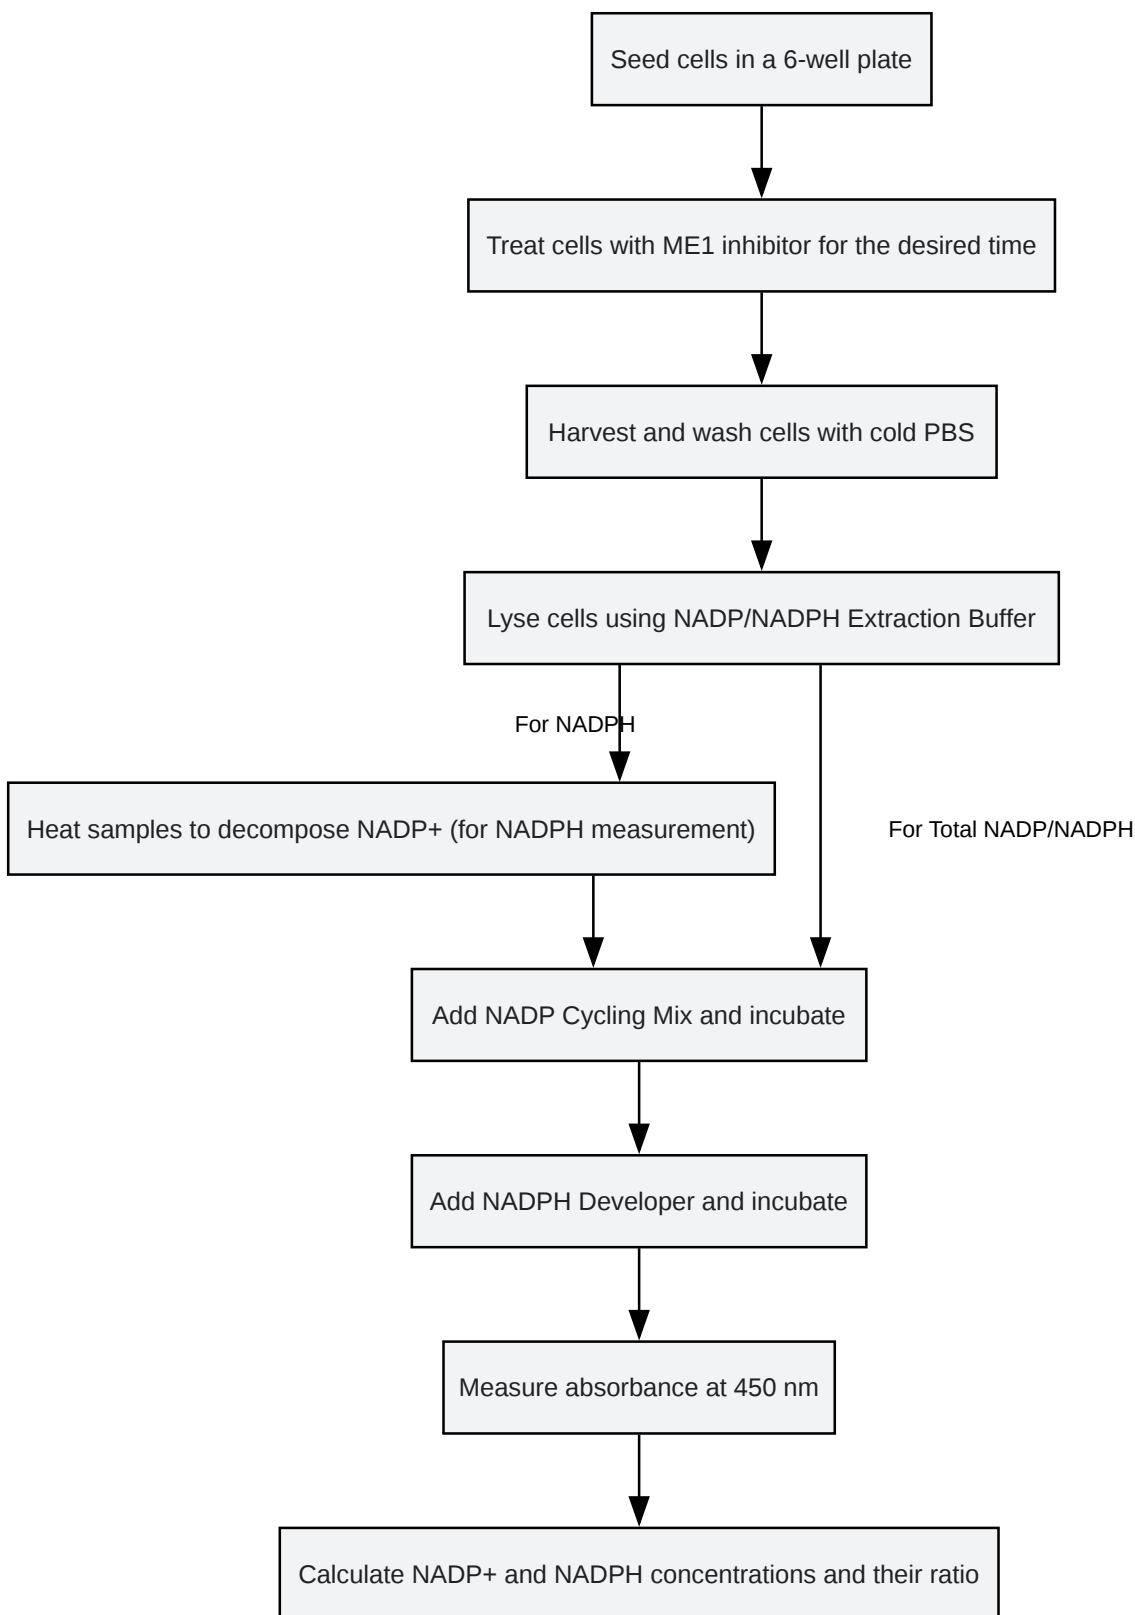 Seed cells in a 6-well plate
Treat cells with ME1 inhibitor for the desired time
Harvest and wash cells with cold PBS
Lyse cells using NADP/NADPH Extraction Buffer
For NADPH
Heat samples to decompose NADP+ (for NADPH measurement)
For Total NADP/NADPH
Add NADP Cycling Mix and incubate
Add NADPH Developer and incubate
Measure absorbance at 450 nm
Calculate NADP+ and NADPH concentrations and their ratio